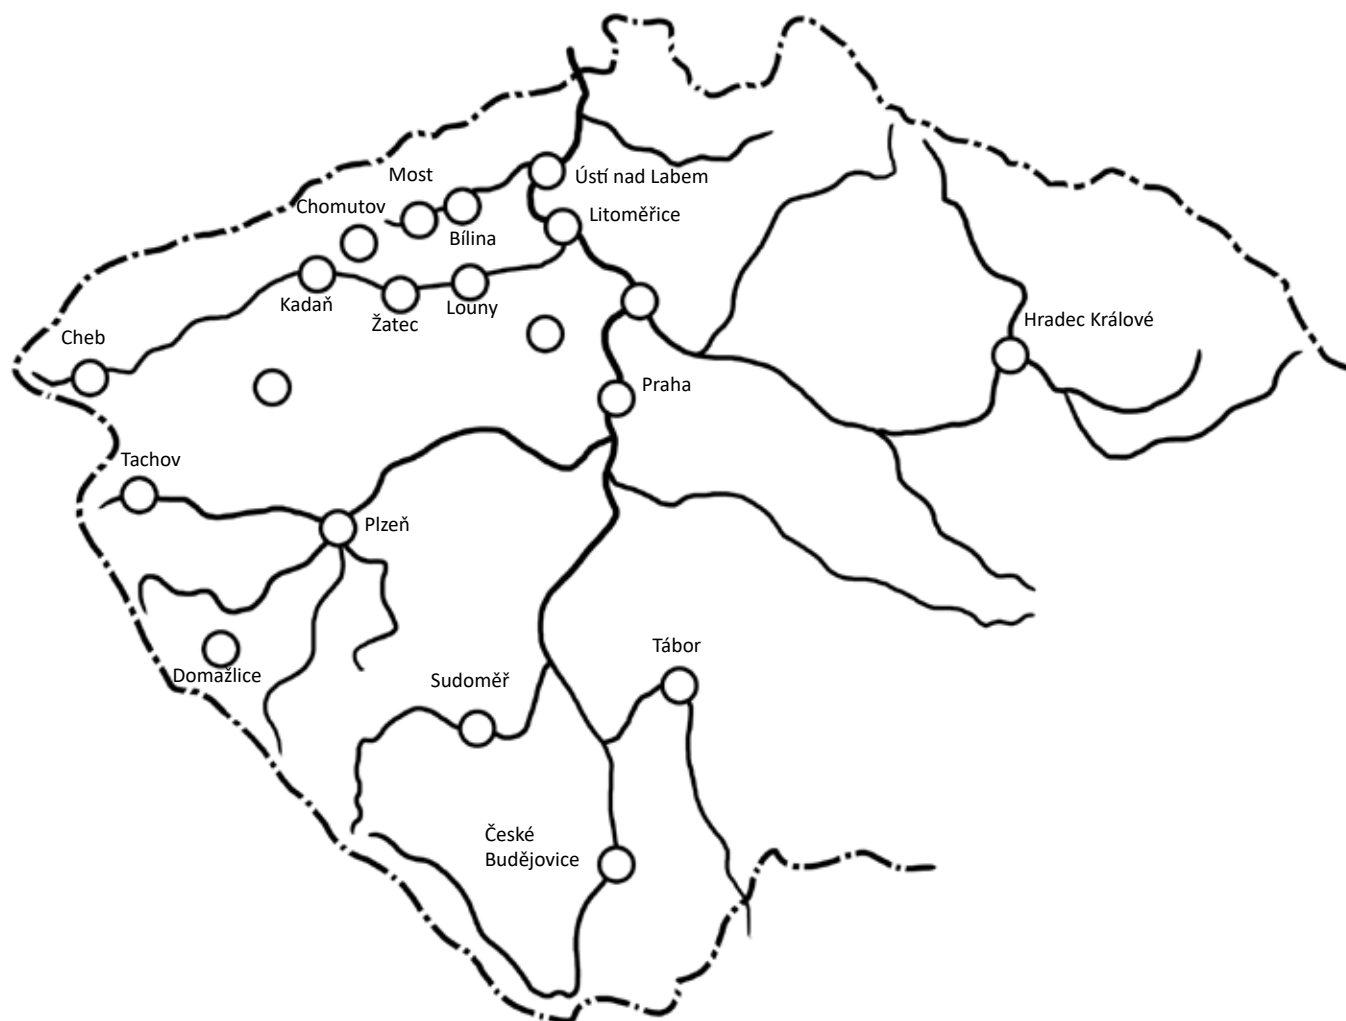 Most
Ústí nad Labem
Chomutov
Litoměřice
Bílina
Kadaň
Louny
Žatec
Hradec Králové
Cheb
Praha
Tachov
Plzeň
Tábor
Domažlice
Sudoměř
České
Budějovice